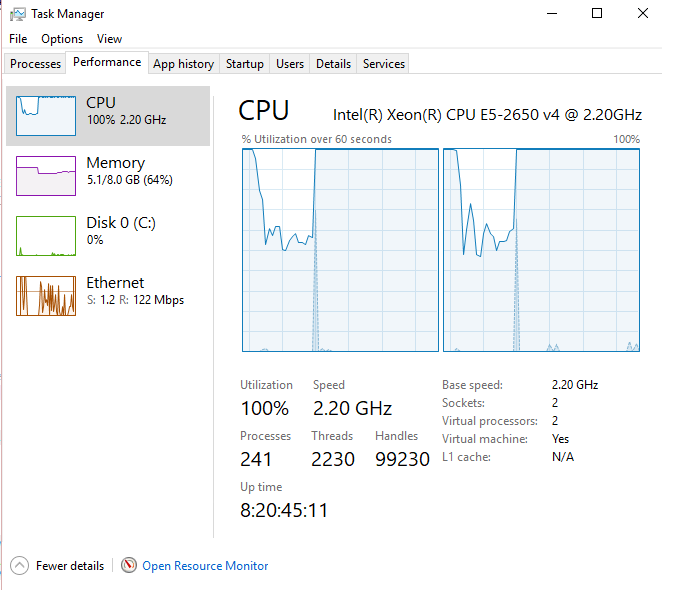 Task Manager
File Options View
Processes Performance App history Startup Users Details Services
CPU
100% 2.20 GHz
Memory
5.1/8.0 GB (64%)
Disk 0 (C:)
0%
Ethernet
S: 1.2 R: 122 Mbps
CPU Intel(R) Xeon(R) CPU E5-2650 v4 @ 2.20GHz
% Utilization over 60 seconds 100%
Utilization Speed
100% 2.20 GHz
Processes Threads Handles
241 2230 99230
Up time
8:20:45:11
Base speed: 2.20 GHz
Sockets: 2
Virtual processors: 2
Virtual machine: Yes
L1 cache: N/A
Fewer details Open Resource Monitor